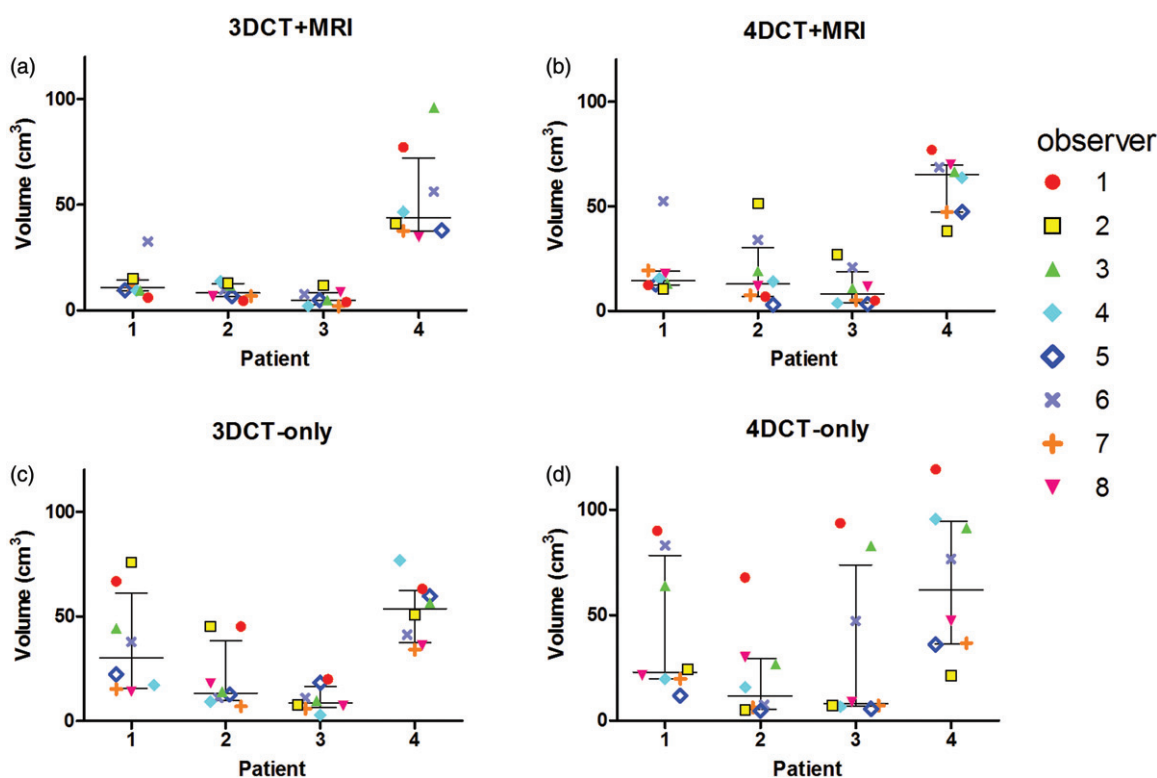 3DCT+MRI
(a)
Volume (cm³)
100
50
0
1 2 3 4
Patient
4DCT+MRI
(b)
Volume (cm³)
100
50
0
1 2 3 4
Patient
observer
1
2
3
4
5
6
7
8
3DCT-only
(c)
Volume (cm³)
100
50
0
1 2 3 4
Patient
4DCT-only
(d)
Volume (cm³)
100
50
0
1 2 3 4
Patient